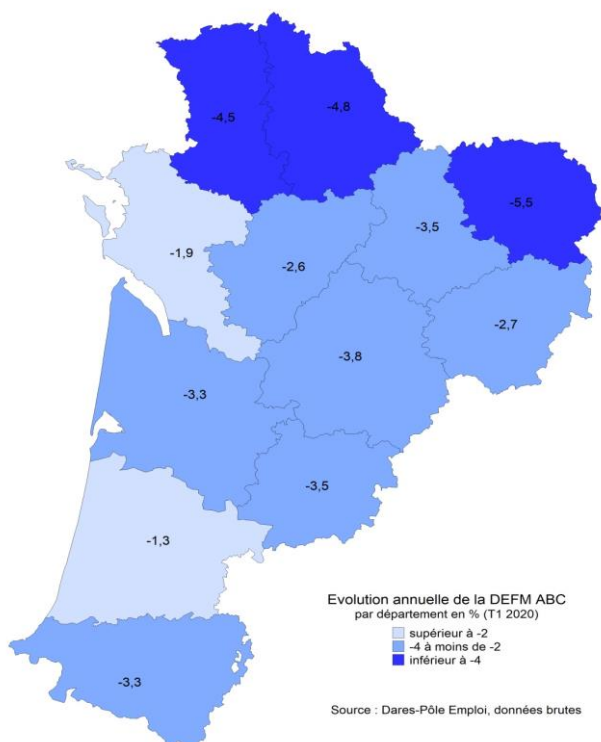 -4,5
-4,8
-5,5
-3,5
-1,9
-2,6
-2,7
-3,8
-3,3
-3,5
-1,3
Evolution annuelle de la DEFM ABC
par département en % (T1 2020)
supérieur à -2
-4 à moins de -2
inférieur à -4
-3,3
Source : Dares-Pôle Emploi, données brutes